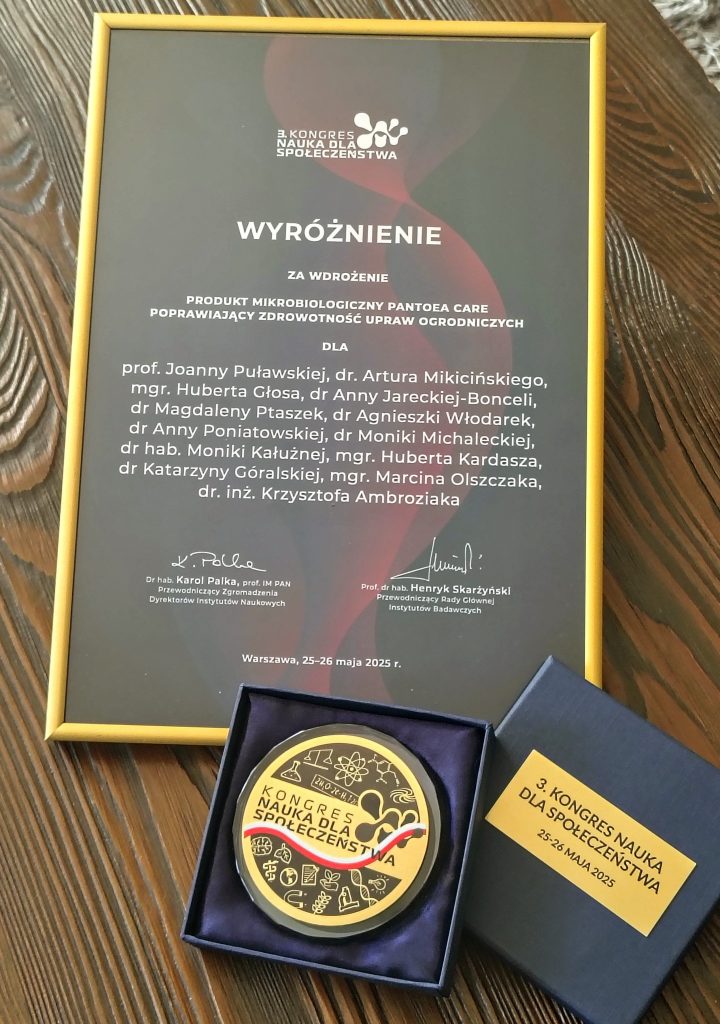 3. KONGRES
NAUKA DLA
SPOŁECZEŃSTWA
WYRÓŻNIENIE
ZA WDROŻENIE
PRODUKT MIKROBIOLOGICZNY PANTOEA CARE
POPRAWIAJĄCY ZDROWOTNOŚĆ UPRAW OGRODNICZYCH
DLA
prof. Joanny Puławskiej, dr. Artura Mikicińskiego,
mgr. Huberta Głosa, dr Anny Jareckiej-Bonceli,
dr Magdaleny Ptaszek, dr Agnieszki Włodarek,
dr Anny Poniatowskiej, dr Moniki Michaleckiej,
dr hab. Moniki Kałużnej, mgr. Huberta Kardasza,
dr Katarzyny Góralskiej, mgr. Marcina Olszczaka,
dr. inż. Krzysztofa Ambroziaka
K. Palka
Dr hab. Karol Palka, prof. IM PAN
Przewodniczący Zgromadzenia
Dyrektorów Instytutów Naukowych
Prof. dr hab. Henryk Skarżyński
Przewodniczący Rady Głównej
Instytutów Badawczych
Warszawa, 25–26 maja 2025 r.
KONGRES
NAUKA DLA
SPOŁECZEŃSTWA
3. KONGRES NAUKA
DLA SPOŁECZEŃSTWA
25-26 MAJA 2025